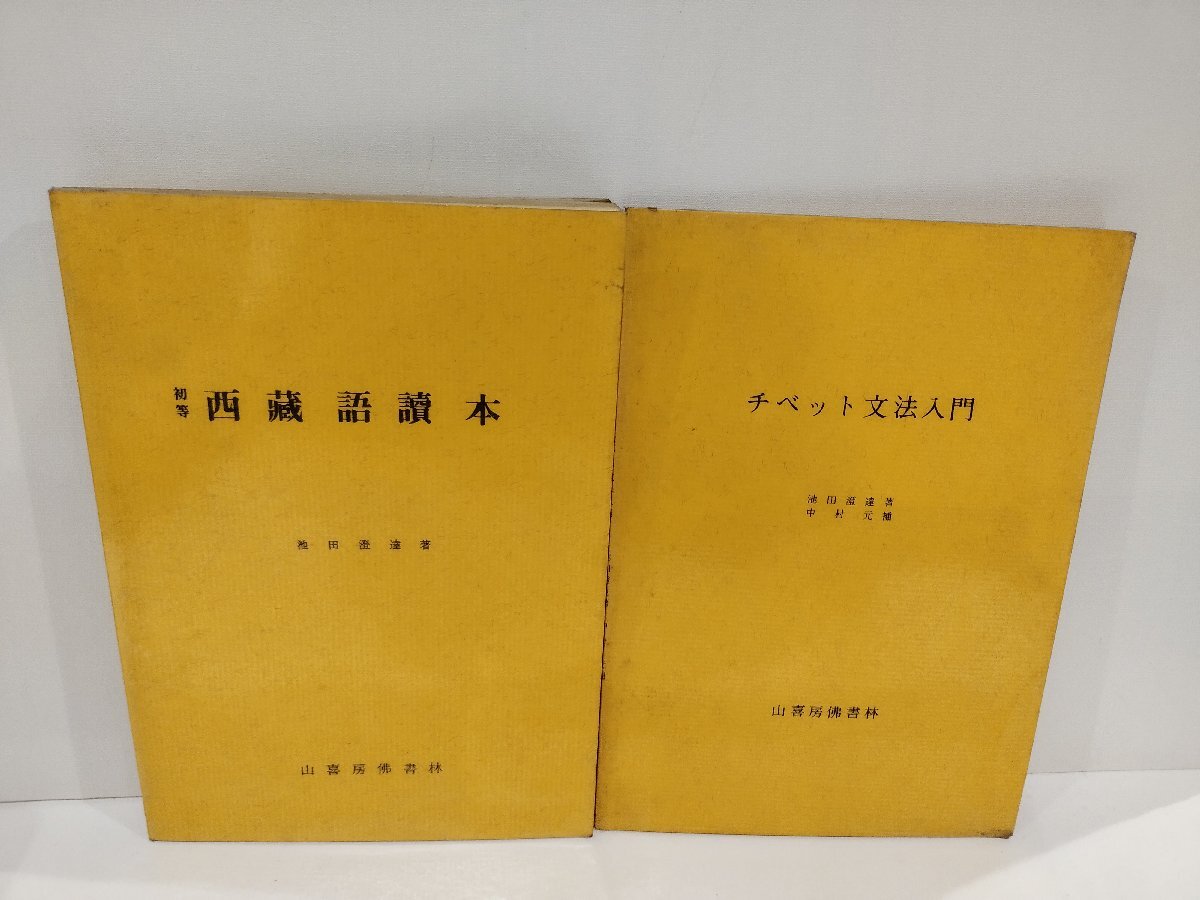 初等 西藏語讀本
池田澄達著
山喜房佛書林
チベット文法入門
池田澄達著
中村元補
山喜房佛書林